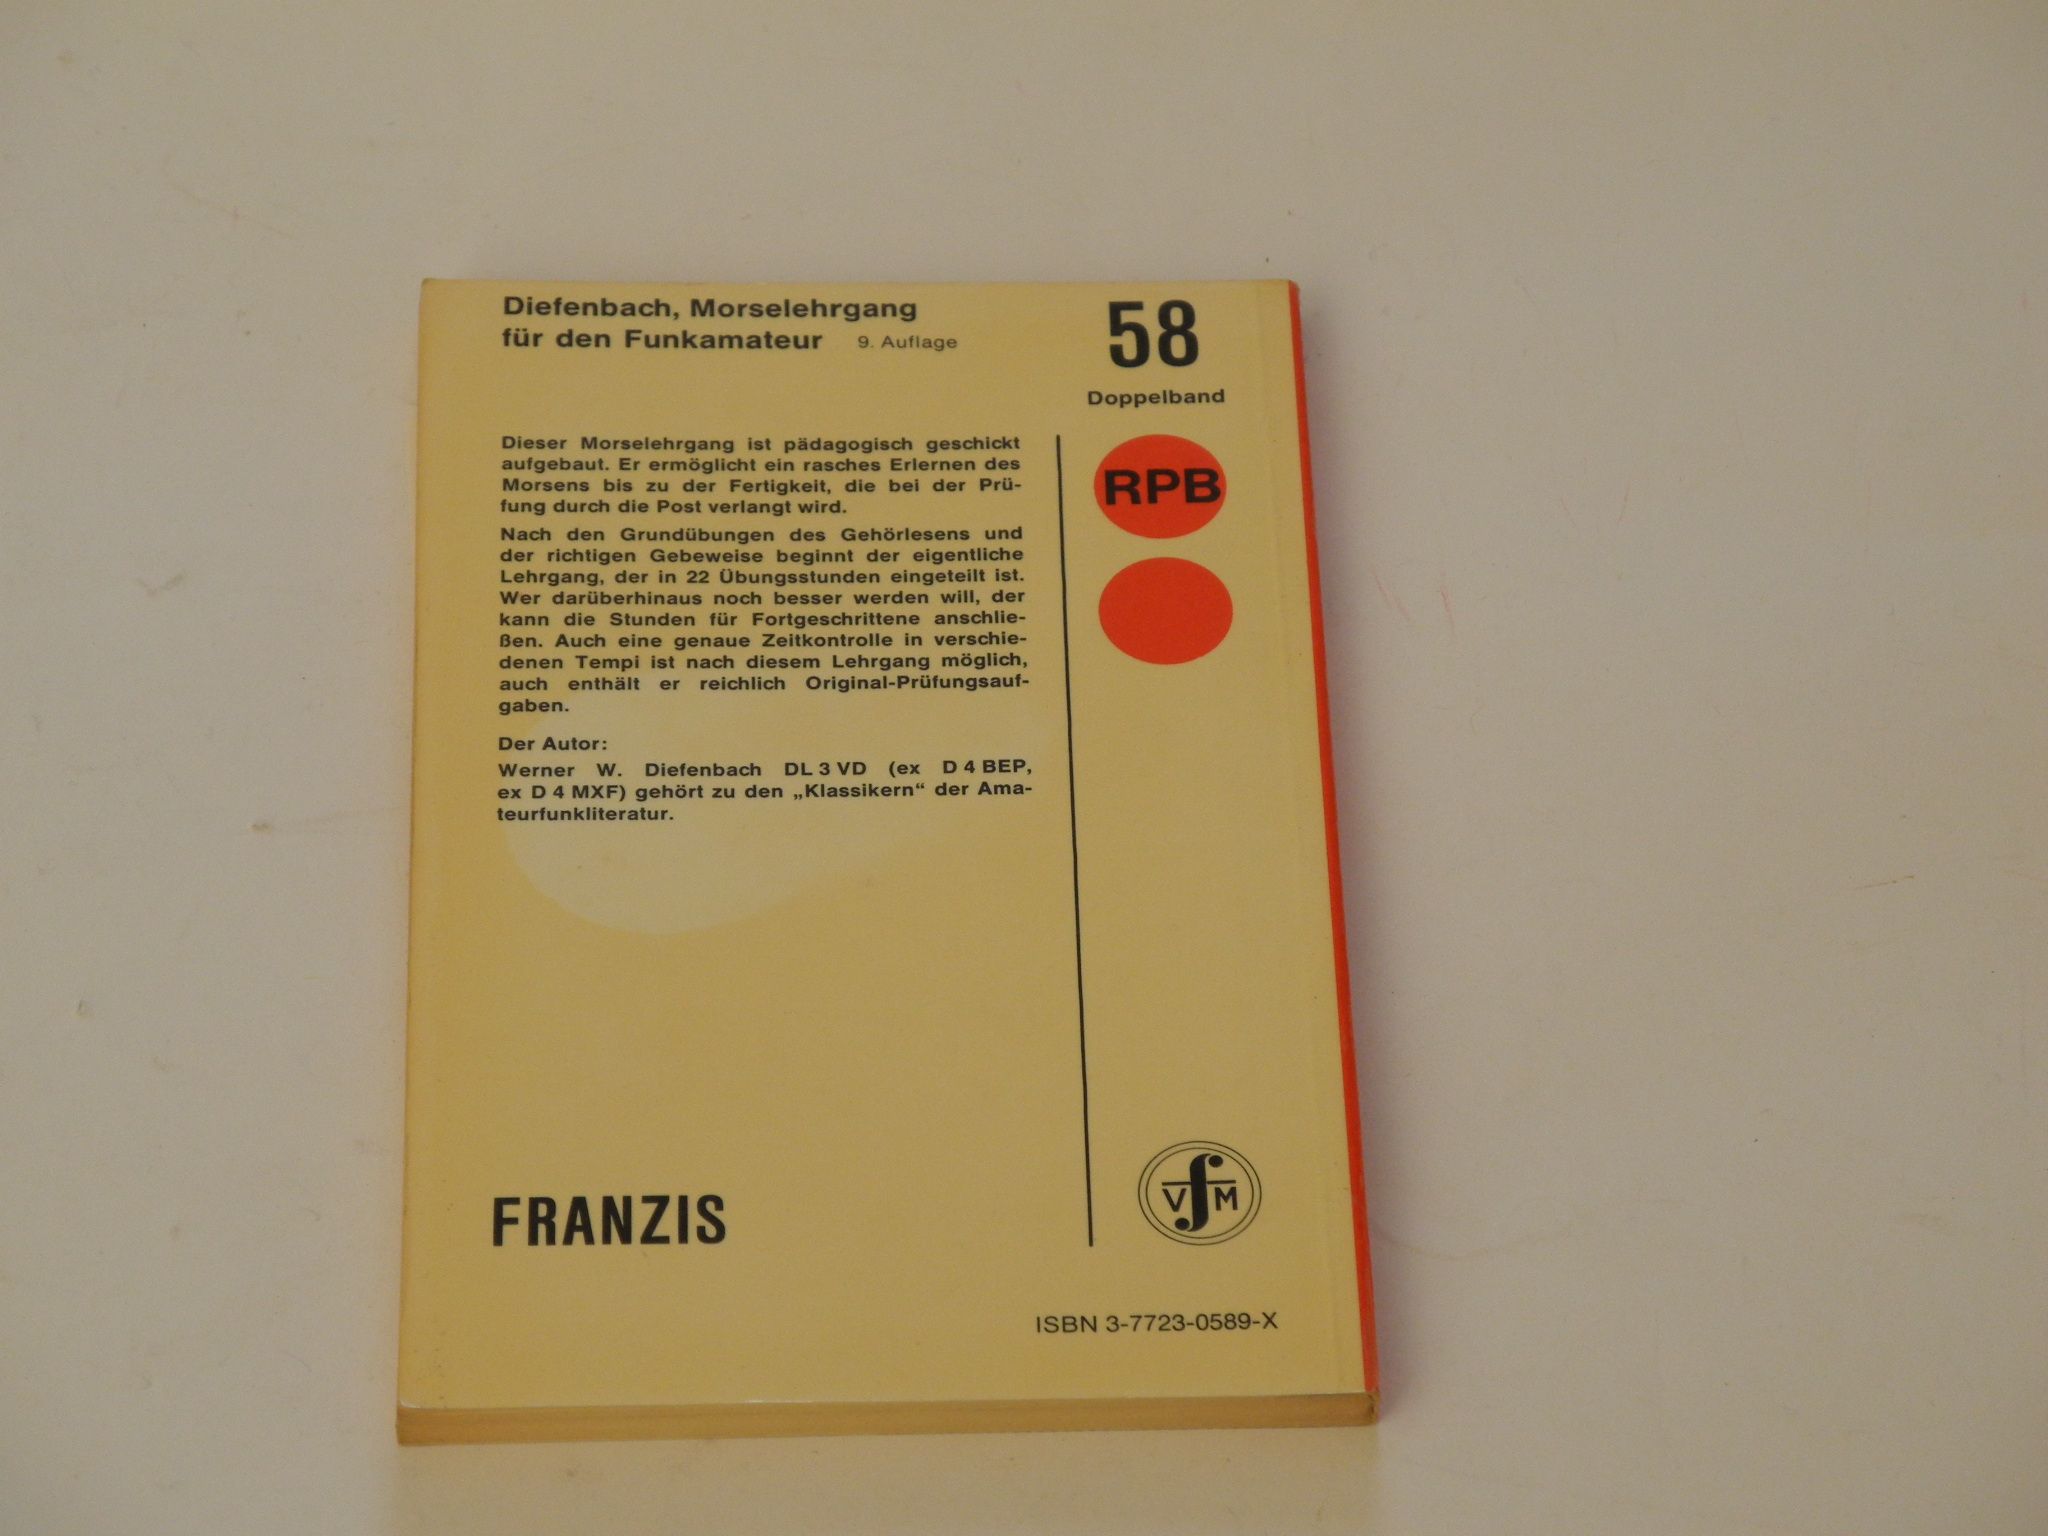 Diefenbach, Morselehrgang
für den Funkamateur 9. Auflage
58
Doppelband
RPB
Dieser Morselehrgang ist pädagogisch geschickt
aufgebaut. Er ermöglicht ein rasches Erlernen des
Morsens bis zu der Fertigkeit, die bei der Prü-
fung durch die Post verlangt wird.
Nach den Grundübungen des Gehörlesens und
der richtigen Gebeweise beginnt der eigentliche
Lehrgang, der in 22 Übungsstunden eingeteilt ist.
Wer darüberhinaus noch besser werden will, der
kann die Stunden für Fortgeschrittene anschlie-
ßen. Auch eine genaue Zeitkontrolle in verschie-
denen Tempi ist nach diesem Lehrgang möglich,
auch enthält er reichlich Original-Prüfungsauf-
gaben.
Der Autor:
Werner W. Diefenbach DL 3 VD (ex D 4 BEP,
ex D 4 MXF) gehört zu den „Klassikern“ der Ama-
teurfunkliteratur.
FRANZIS
VfM
ISBN 3-7723-0589-X